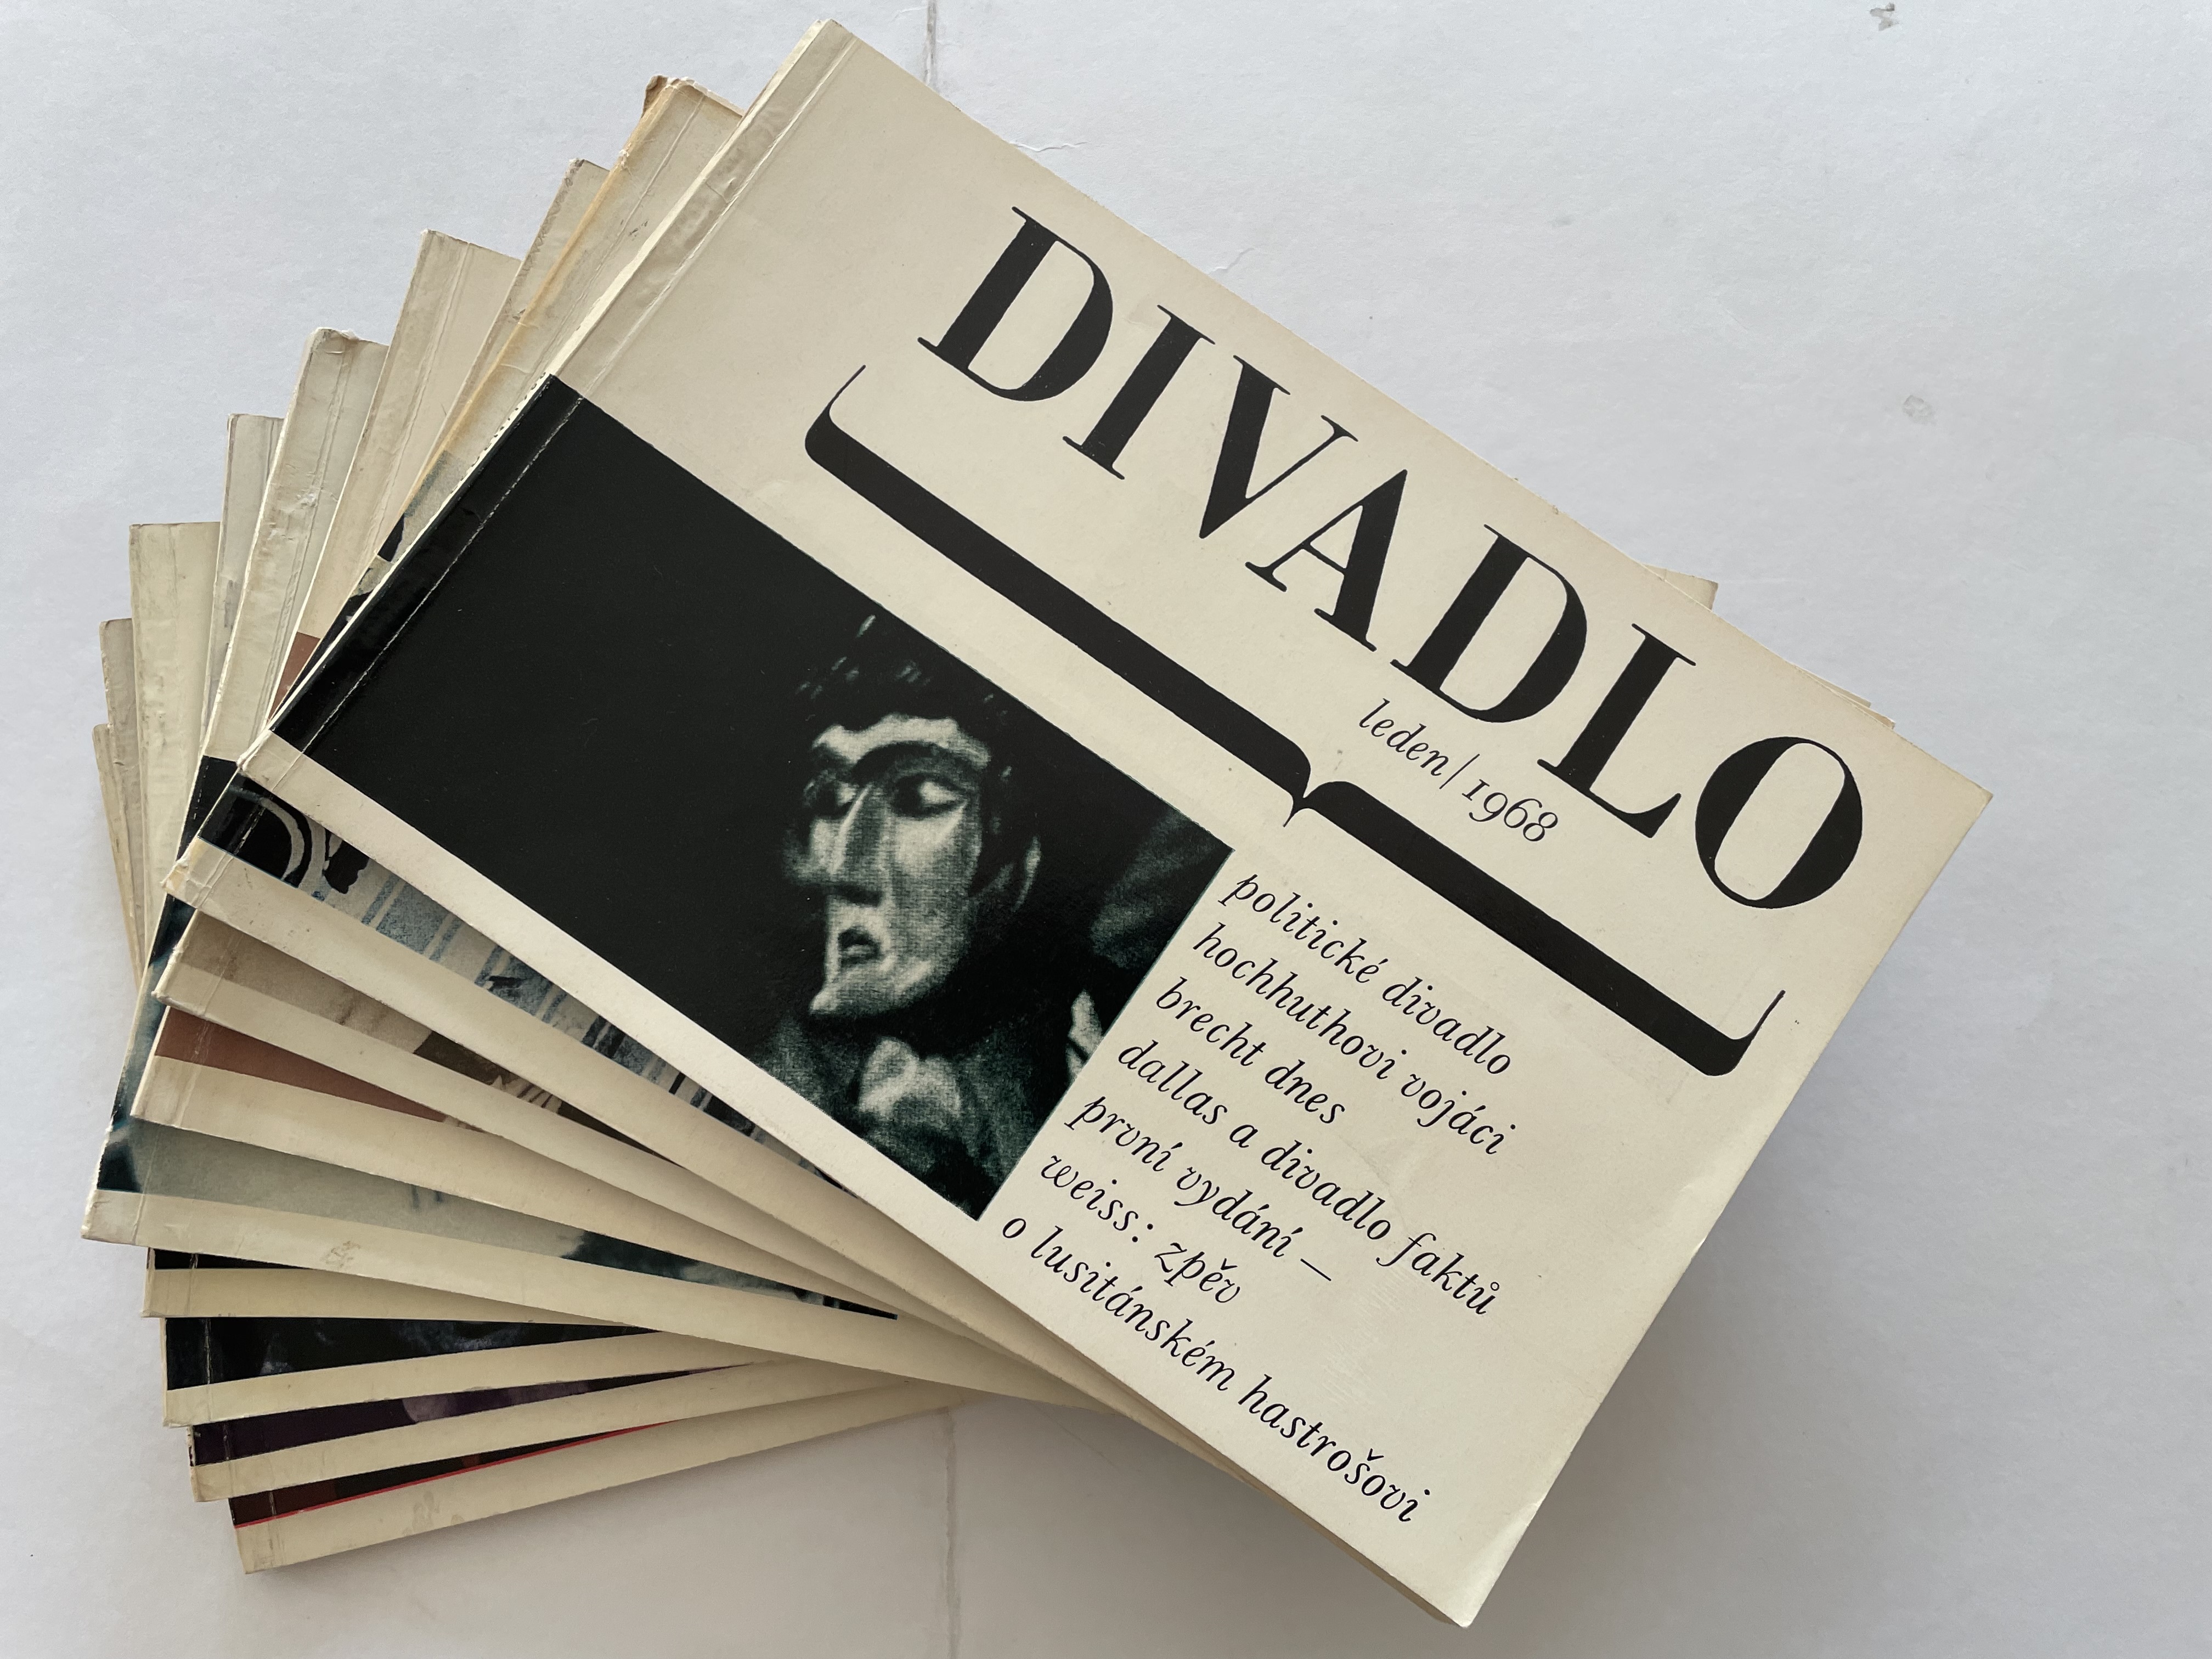 DIVADLO
leden | 1968
politické divadlo
hochhuthovi vojáci
brecht dnes
dallas a divadlo faktů
první vydání —
weiss: zpěv
o lusitánském hastrošovi